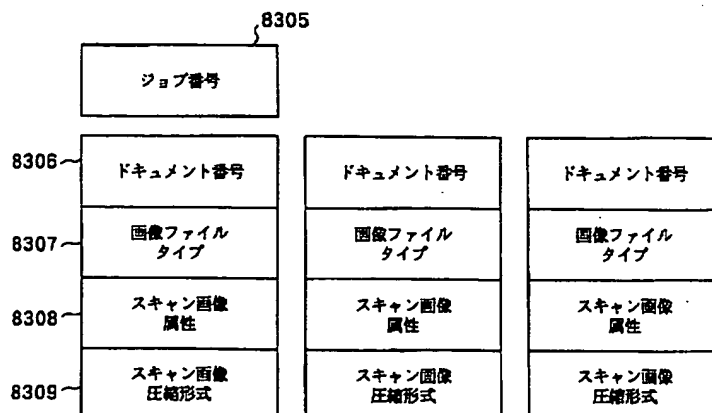 8305
ジョブ番号
8306 ドキュメント番号 ドキュメント番号 ドキュメント番号
8307 画像ファイル 画像ファイル 画像ファイル
タイプ タイプ タイプ
8308 スキャン画像 スキャン画像 スキャン画像
属性 属性 属性
8309 スキャン画像 スキャン画像 スキャン画像
圧縮形式 圧縮形式 圧縮形式